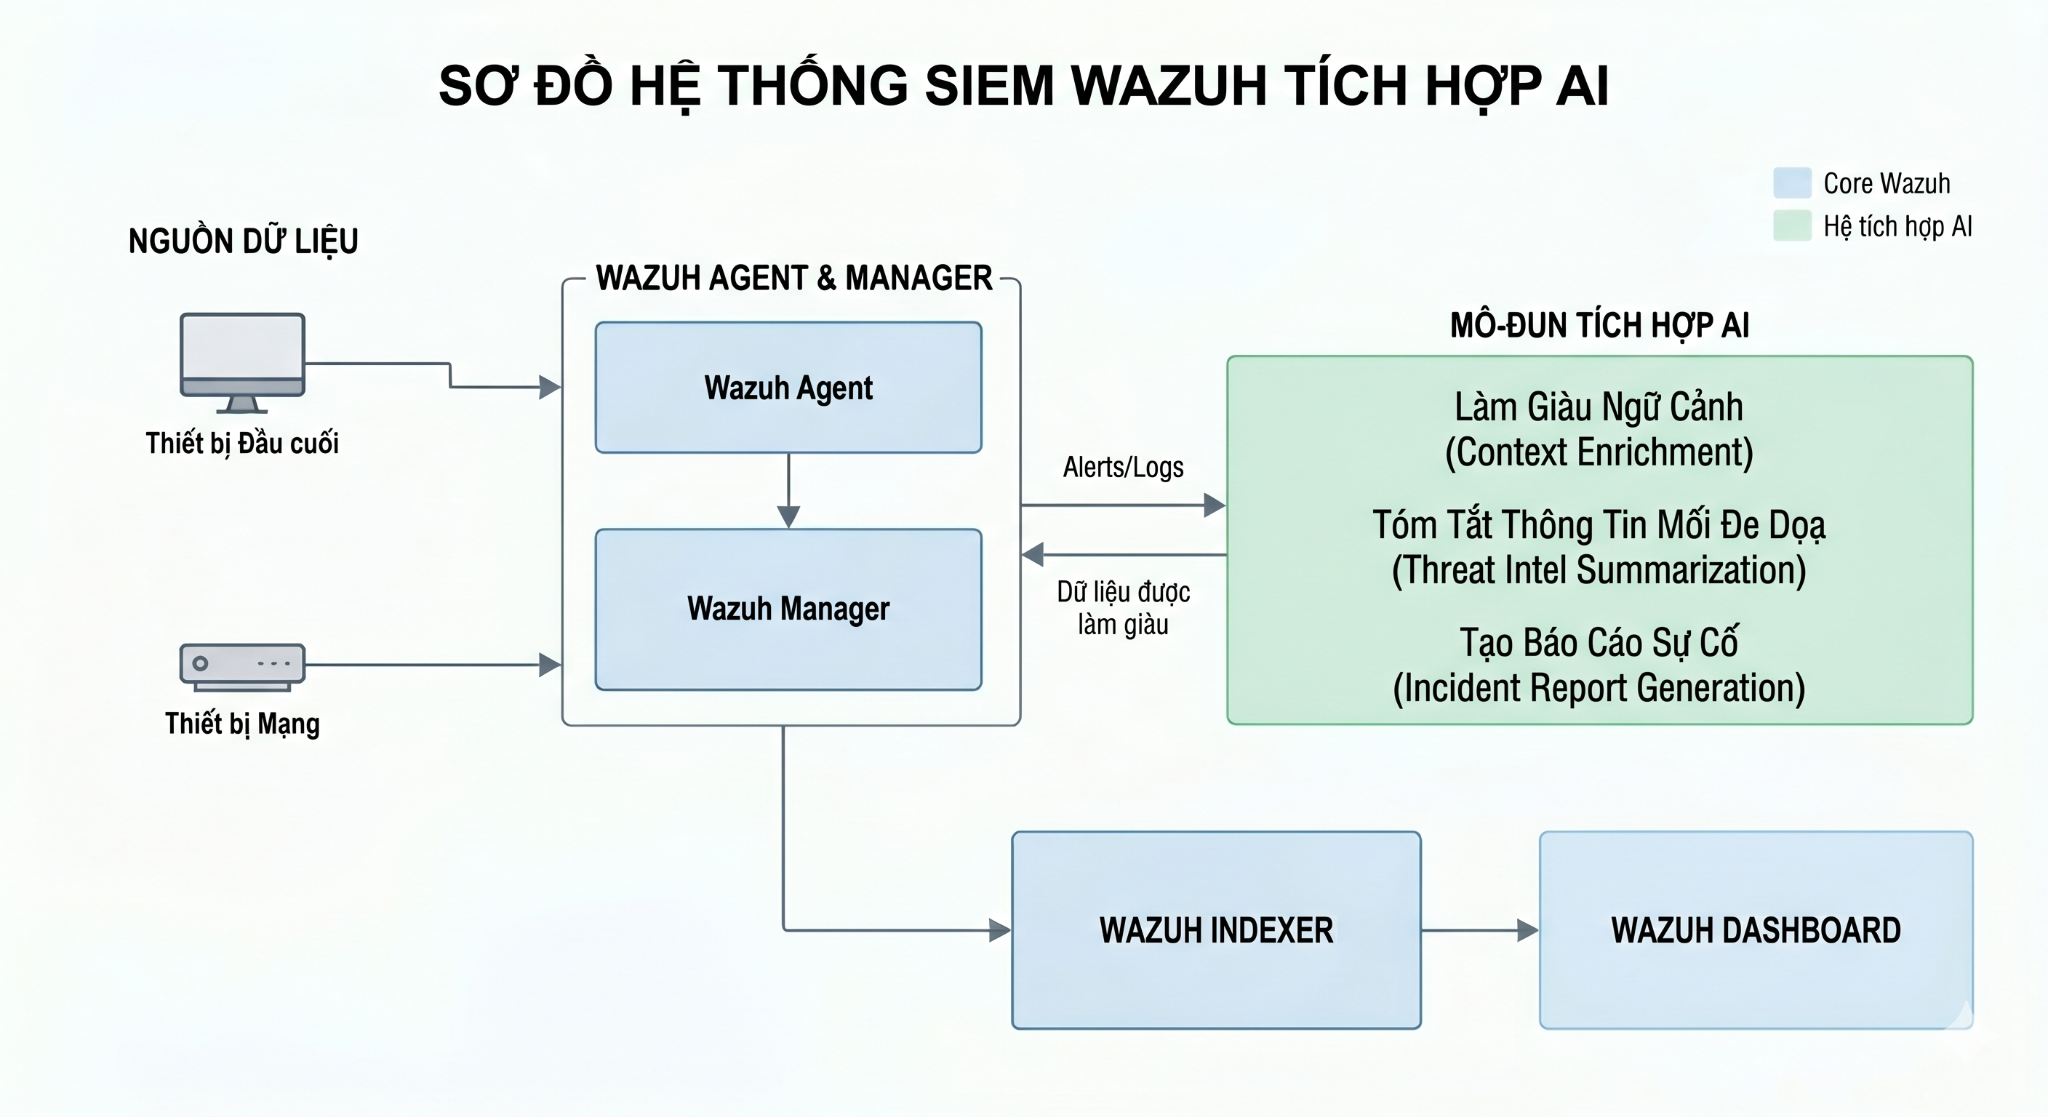 SƠ ĐỒ HỆ THỐNG SIEM WAZUH TÍCH HỢP AI
Core Wazuh
Hệ tích hợp AI
NGUỒN DỮ LIỆU
Thiết bị Đầu cuối
Thiết bị Mạng
WAZUH AGENT & MANAGER
Wazuh Agent
Wazuh Manager
Alerts/Logs
Dữ liệu được
làm giàu
MÔ-ĐUN TÍCH HỢP AI
Làm Giàu Ngữ Cảnh
(Context Enrichment)
Tóm Tắt Thông Tin Mối Đe Dọa
(Threat Intel Summarization)
Tạo Báo Cáo Sự Cố
(Incident Report Generation)
WAZUH INDEXER
WAZUH DASHBOARD